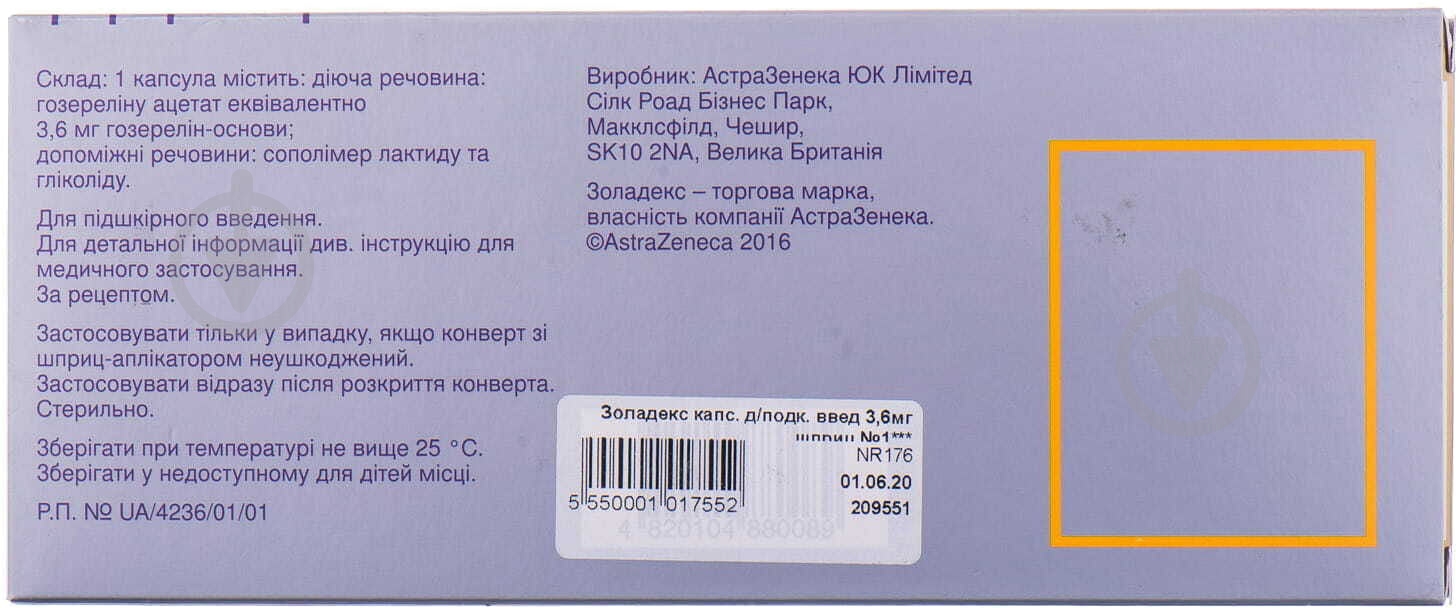 Склад: 1 капсула містить: діюча речовина:
гозереліну ацетат еквівалентно
3,6 мг гозерелін-основи;
допоміжні речовини: сополімер лактиду та
гліколіду.
Для підшкірного введення.
Для детальної інформації див. інструкцію для
медичного застосування.
За рецептом.
Застосовувати тільки у випадку, якщо конверт зі
шприц-аплікатором неушкоджений.
Застосовувати відразу після розкриття конверта.
Стерильно.
Зберігати при температурі не вище 25 °C.
Зберігати у недоступному для дітей місці.
Р.П. № UA/4236/01/01
Виробник: АстраЗенека ЮК Лімітед
Сілк Роад Бізнес Парк,
Макклсфілд, Чешир,
SK10 2NA, Велика Британія
Золадекс – торгова марка,
власність компанії АстраЗенека.
©AstraZeneca 2016
Золадекс капс. д/подк. введ 3,6мг
шприц №1***
NR176
01.06.20
209551
5 550001 017552
4 820104 880089